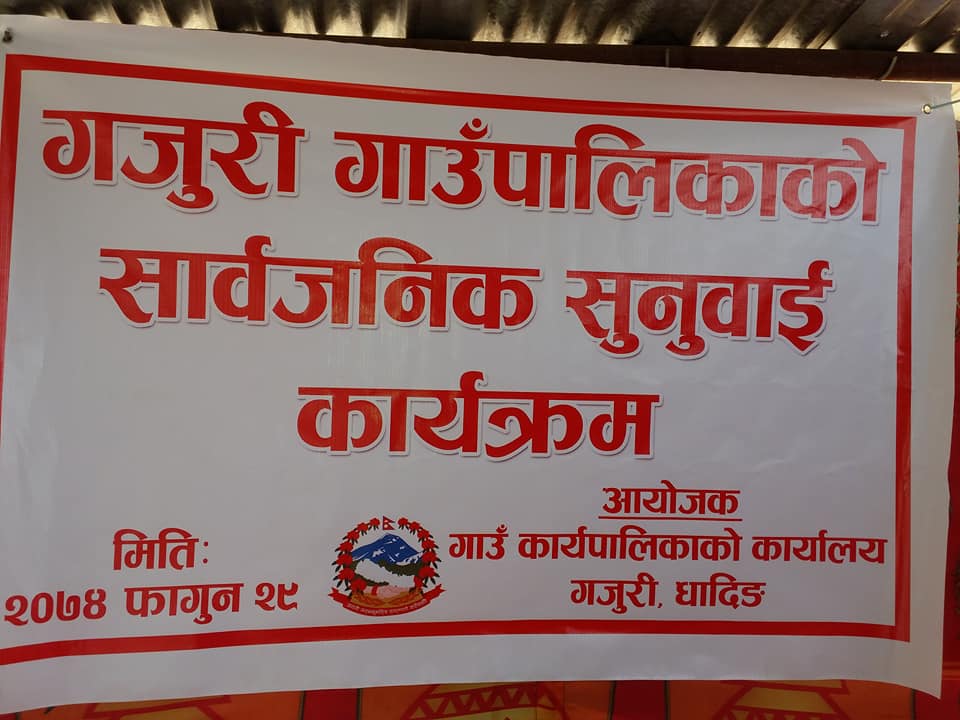 गजुरी गाउँपालिकाको
सार्वजनिक सुनुवाई
कार्यक्रम
आयोजक
गाउँ कार्यपालिकाको कार्यालय
गजुरी, धादिङ
मिति:
२०७४ फागुन २९